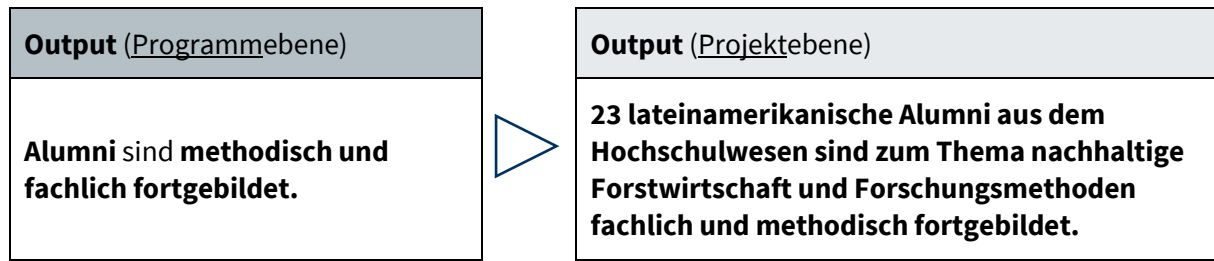 Output (Programmebene)
Alumni sind methodisch und
fachlich fortgebildet.
Output (Projektebene)
23 lateinamerikanische Alumni aus dem
Hochschulwesen sind zum Thema nachhaltige
Forstwirtschaft und Forschungsmethoden
fachlich und methodisch fortgebildet.